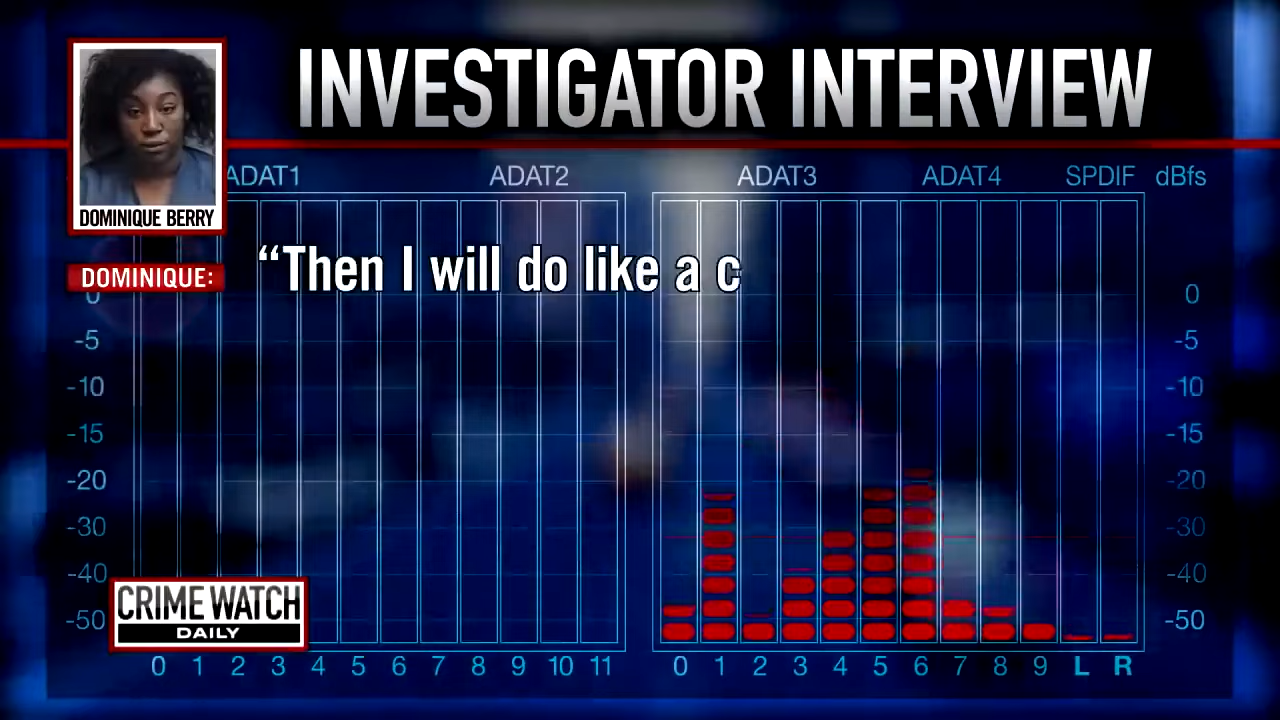 INVESTIGATOR INTERVIEW
DOMINIQUE BERRY
ADAT1 ADAT2 ADAT3 ADAT4 SPDIF dBfs
DOMINIQUE: “Then I will do like a c
0 0
-5 -5
-10 -10
-15 -15
-20 -20
-30 -30
-40 -40
-50 -50
CRIME WATCH
DAILY
0 1 2 3 4 5 6 7 8 9 10 11 0 1 2 3 4 5 6 7 8 9 L R